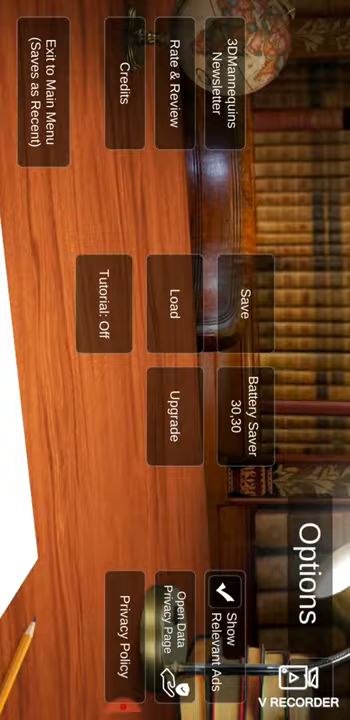 Options
3DMannequins
Newsletter
Rate & Review
Credits
Exit to Main Menu
(Saves as Recent)
Save
Load
Tutorial: Off
Battery Saver
30,30
Upgrade
Show
Relevant Ads
Open Data
Privacy Page
Privacy Policy
V RECORDER